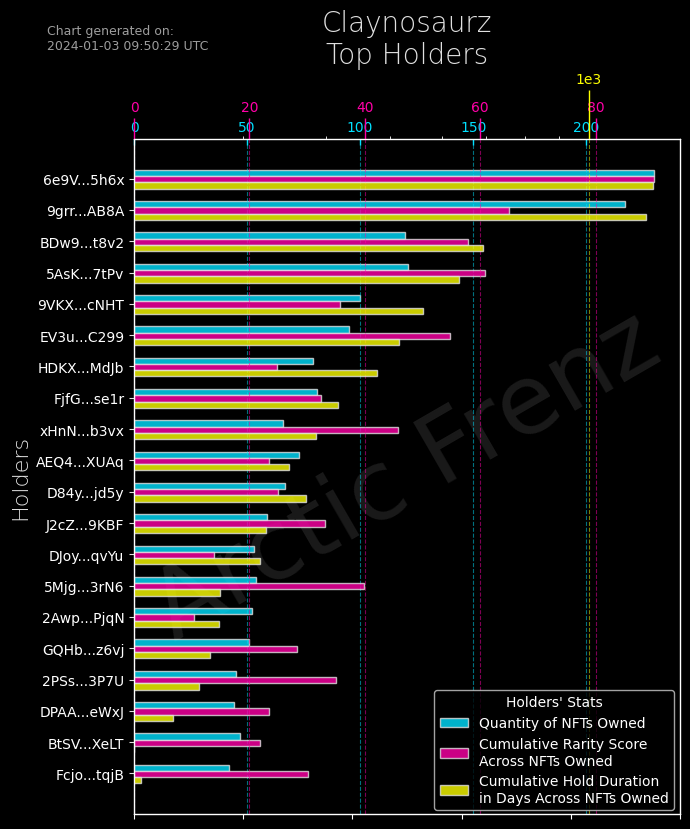 Chart generated on:
2024-01-03 09:50:29 UTC
Claynosaurz
Top Holders
1e3
0 20 40 60 80
0 50 100 150 200
6e9V...5h6x
9grr...AB8A
BDw9...t8v2
5AsK...7tPv
9VKX...cNHT
EV3u...C299
HDKX...MdJb
FjfG...se1r
xHnN...b3vx
AEQ4...XUAq
D84y...jd5y
J2cZ...9KBF
DJoy...qvYu
5Mjg...3rN6
2Awp...PjqN
GQHb...z6vj
2PSs...3P7U
DPAA...eWxJ
BtSV...XeLT
Fcjo...tqjB
Holders
Arctic Frenz
Holders' Stats
Quantity of NFTs Owned
Cumulative Rarity Score
Across NFTs Owned
Cumulative Hold Duration
in Days Across NFTs Owned